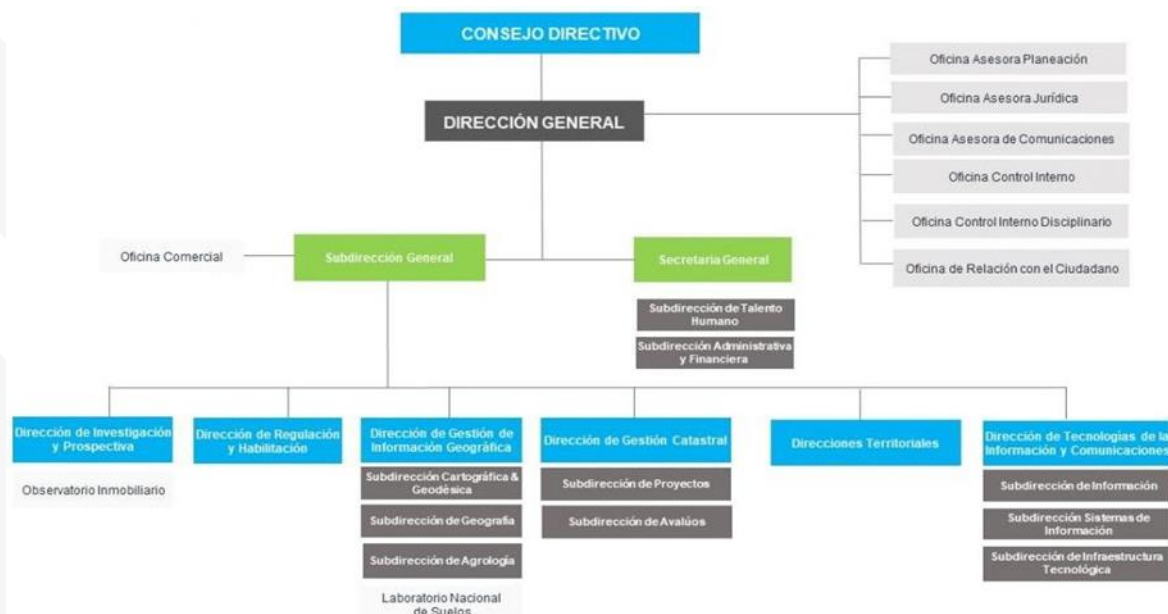 CONSEJO DIRECTIVO
DIRECCIÓN GENERAL
Oficina Asesora Planeación
Oficina Asesora Jurídica
Oficina Asesora de Comunicaciones
Oficina Control Interno
Oficina Control Interno Disciplinario
Oficina de Relación con el Ciudadano
Oficina Comercial
Subdirección General
Secretaria General
Subdirección de Talento
Humano
Subdirección Administrativa
y Financiera
Dirección de Investigación
y Prospectiva
Observatorio Inmobiliario
Dirección de Regulación
y Habilitación
Dirección de Gestión de
Información Geográfica
Subdirección Cartográfica &
Geodésica
Subdirección de Geografía
Subdirección de Agrología
Laboratorio Nacional
de Suelos
Dirección de Gestión Catastral
Subdirección de Proyectos
Subdirección de Avalúos
Direcciones Territoriales
Dirección de Tecnologías de la
Información y Comunicaciones
Subdirección de Información
Subdirección Sistemas de
Información
Subdirección de Infraestructura
Tecnológica